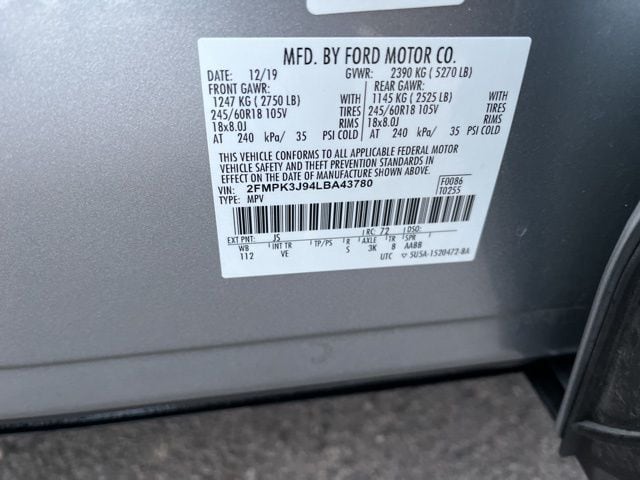 MFD. BY FORD MOTOR CO.
DATE: 12/19 GVWR: 2390 KG ( 5270 LB)
FRONT GAWR: REAR GAWR:
1247 KG ( 2750 LB) WITH 1145 KG ( 2525 LB) WITH
245/60R18 105V TIRES 245/60R18 105V TIRES
18x8.0J RIMS 18x8.0J RIMS
AT 240 kPa/ 35 PSI COLD AT 240 kPa/ 35 PSI COLD
THIS VEHICLE CONFORMS TO ALL APPLICABLE FEDERAL MOTOR
VEHICLE SAFETY AND THEFT PREVENTION STANDARDS IN
EFFECT ON THE DATE OF MANUFACTURE SHOWN ABOVE.
VIN: 2FMPK3J94LBA43780 F0086
TYPE: MPV T0255
EXT PNT: JS RC: 72 DSO:
WB INT TR TP/PS R AXLE TR SPR
112 VE 5 3K 8 AABB
UTC 5U5A-1520472-BA